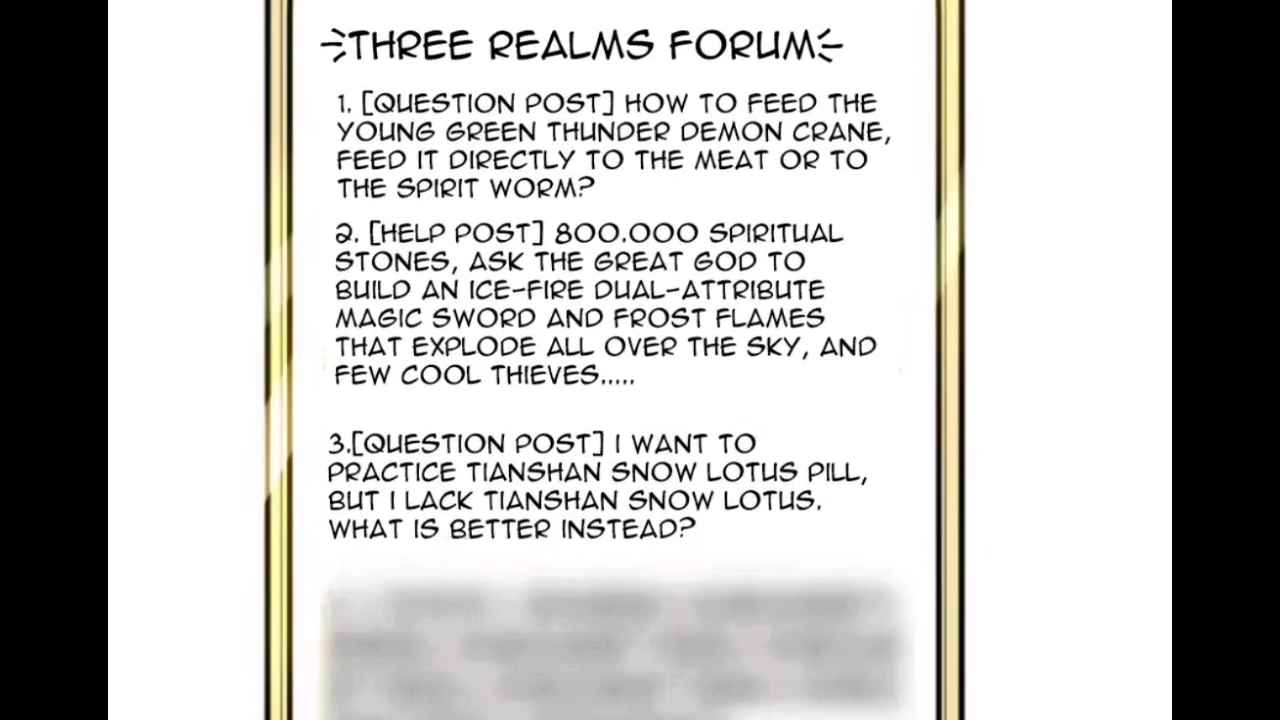 THREE REALMS FORUM
1. [QUESTION POST] HOW TO FEED THE
YOUNG GREEN THUNDER DEMON CRANE,
FEED IT DIRECTLY TO THE MEAT OR TO
THE SPIRIT WORM?
2. [HELP POST] 800.000 SPIRITUAL
STONES, ASK THE GREAT GOD TO
BUILD AN ICE-FIRE DUAL-ATTRIBUTE
MAGIC SWORD AND FROST FLAMES
THAT EXPLODE ALL OVER THE SKY, AND
FEW COOL THIEVES.....
3.[QUESTION POST] I WANT TO
PRACTICE TIANSHAN SNOW LOTUS PILL,
BUT I LACK TIANSHAN SNOW LOTUS.
WHAT IS BETTER INSTEAD?